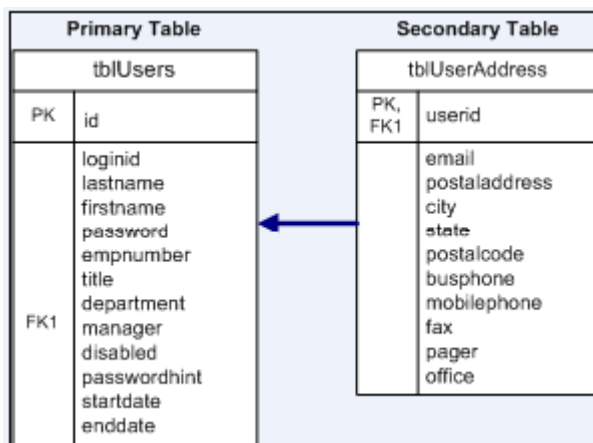 Primary Table
tblUsers
PK
id
FK1
loginid
lastname
firstname
password
empnumber
title
department
manager
disabled
passwordhint
startdate
enddate
Secondary Table
tblUserAddress
PK,
FK1
userid
email
postaladdress
city
state
postalcode
busphone
mobilephone
fax
pager
office